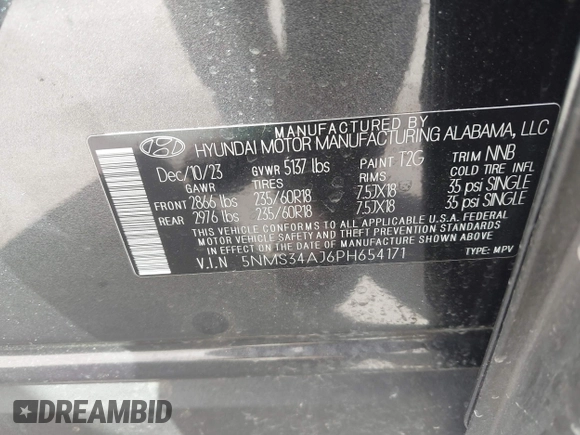 MANUFACTURED BY
HYUNDAI MOTOR MANUFACTURING ALABAMA, LLC
Dec/10/23 GVWR 5137 lbs PAINT T2G TRIM NNB
GAWR TIRES RIMS COLD TIRE INFL
FRONT 2866 lbs 235/60R18 7.5JX18 35 psi SINGLE
REAR 2976 lbs 235/60R18 7.5JX18 35 psi SINGLE
THIS VEHICLE CONFORMS TO ALL APPLICABLE U.S.A. FEDERAL
MOTOR VEHICLE SAFETY AND THEFT PREVENTION STANDARDS
IN EFFECT ON THE DATE OF MANUFACTURE SHOWN ABOVE.
V.I.N 5NMS34AJ6PH654171 TYPE: MPV
DREAMBID